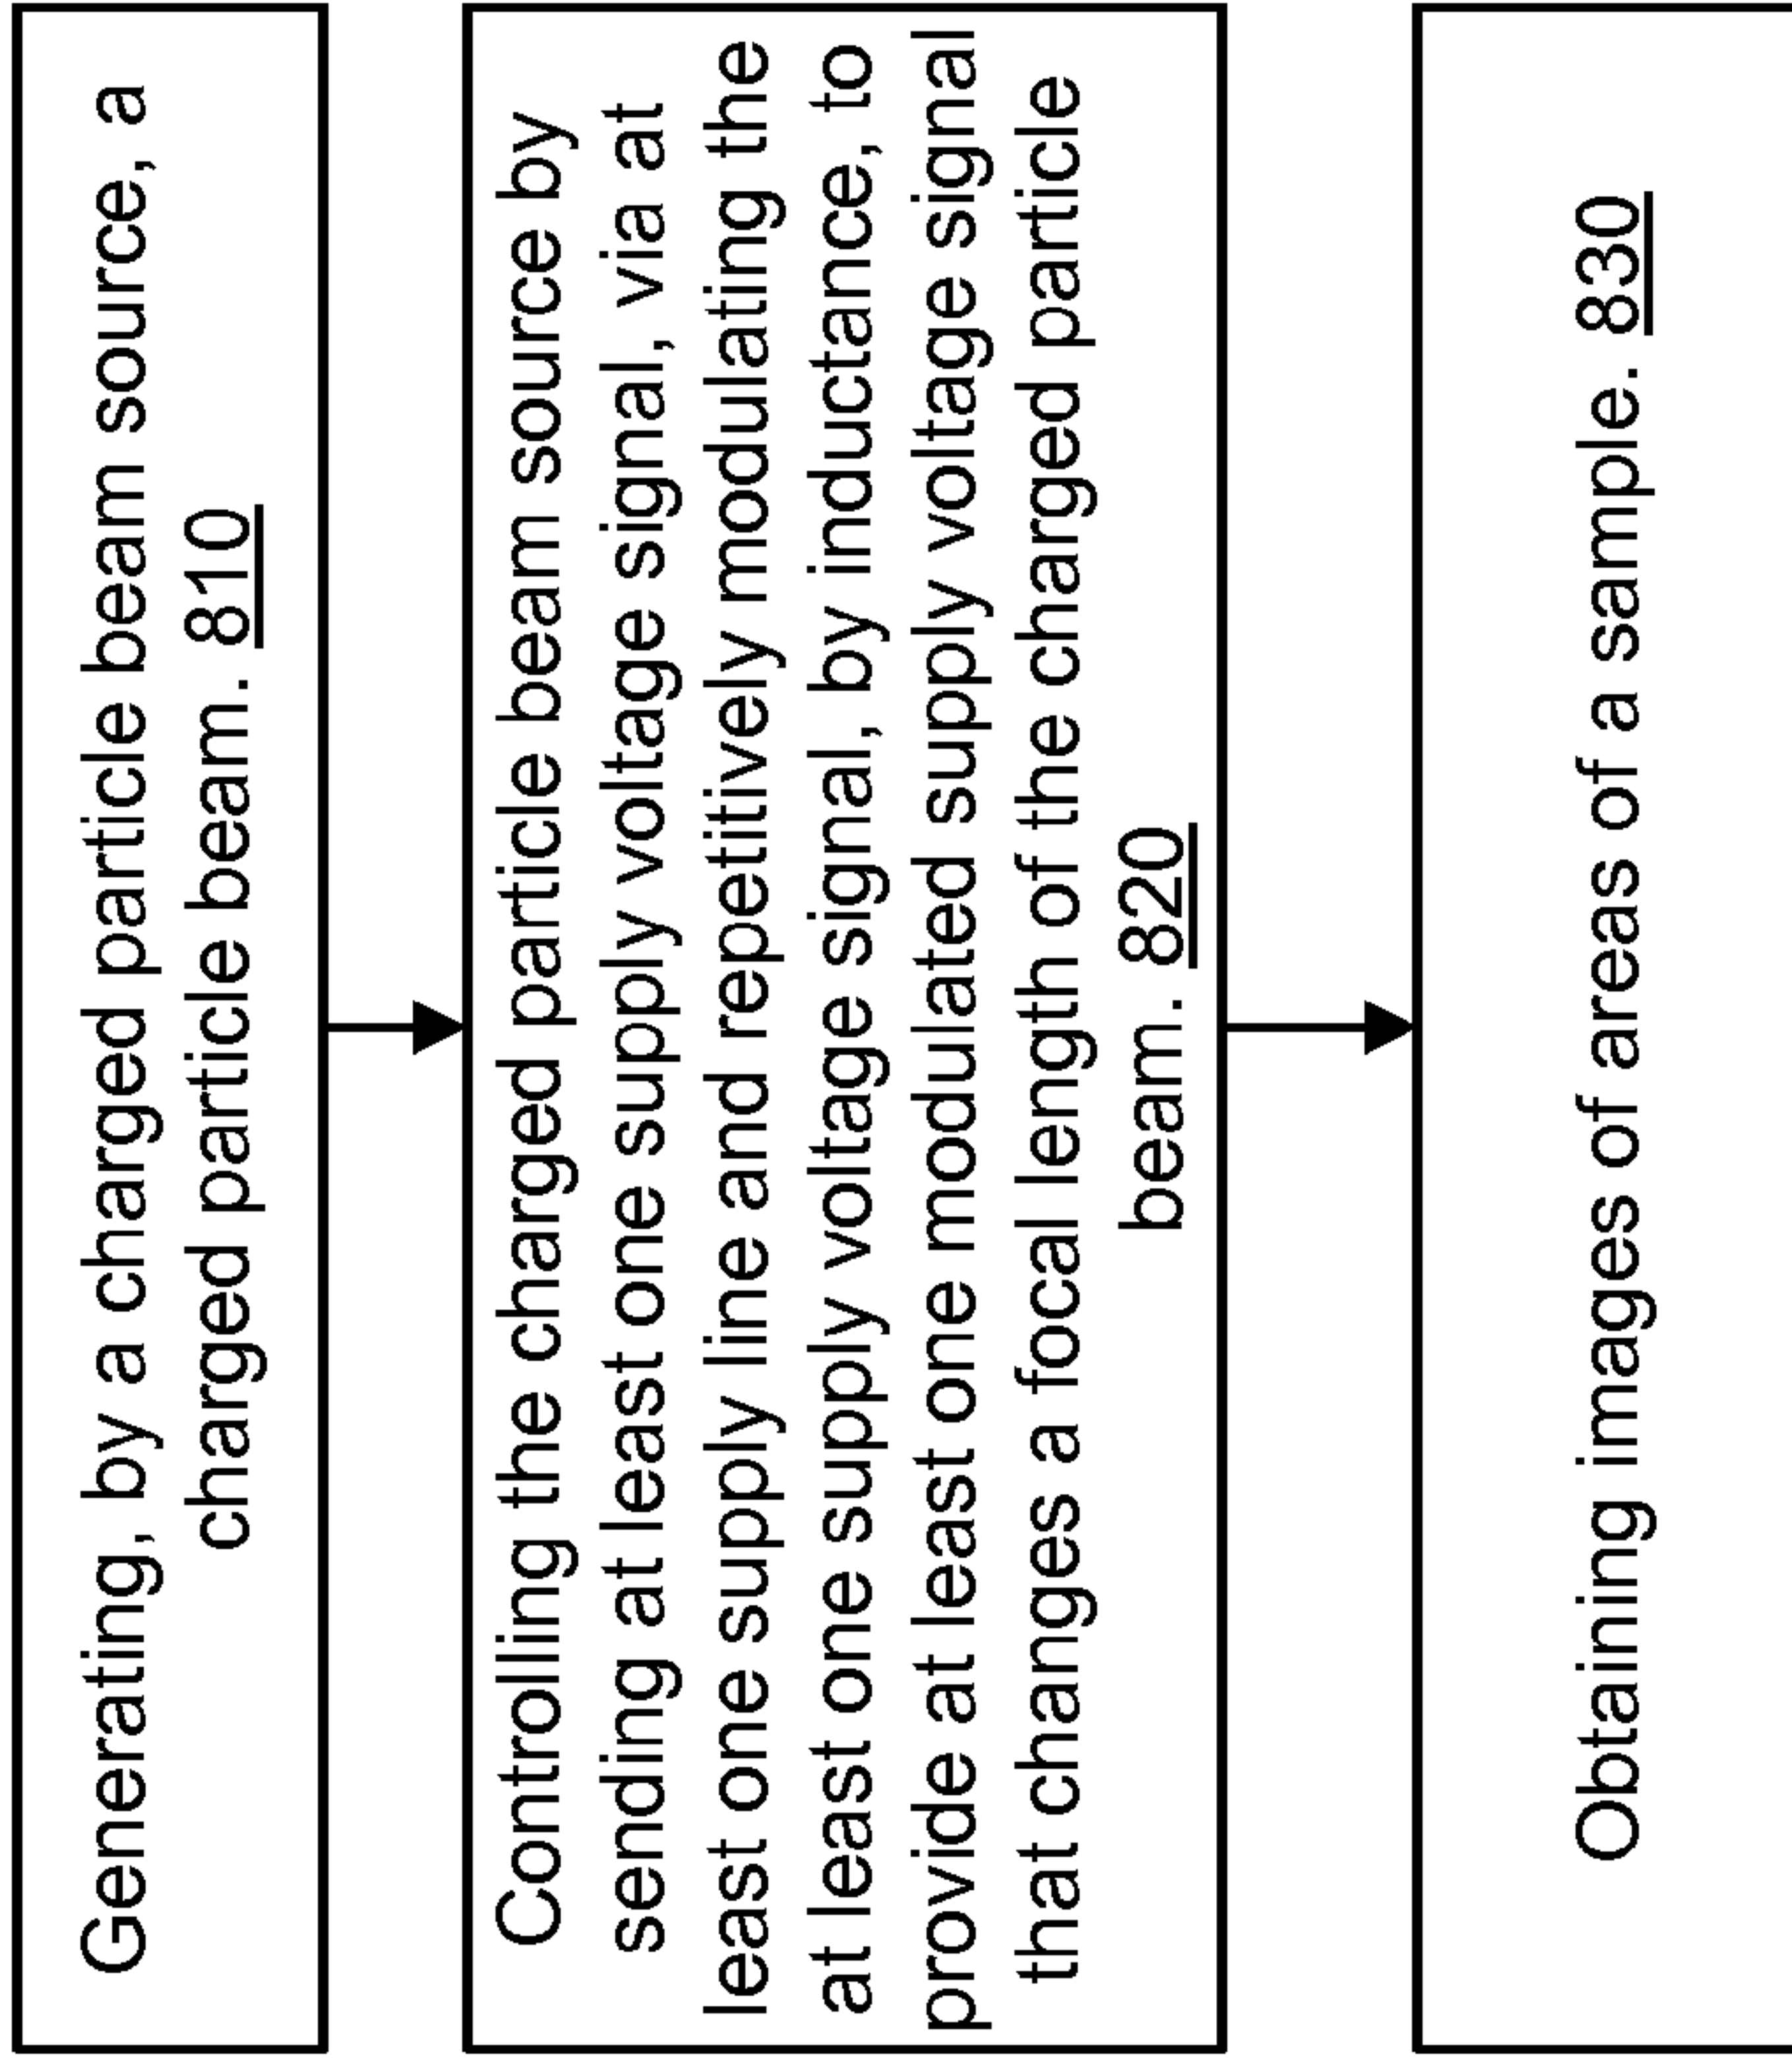 Generating, by a charged particle beam source, a
charged particle beam. 810
Controlling the charged particle beam source by
sending at least one supply voltage signal, via at
least one supply line and repetitively modulating the
at least one supply voltage signal, by inductance, to
provide at least one modulated supply voltage signal
that changes a focal length of the charged particle
beam. 820
Obtaining images of areas of a sample. 830